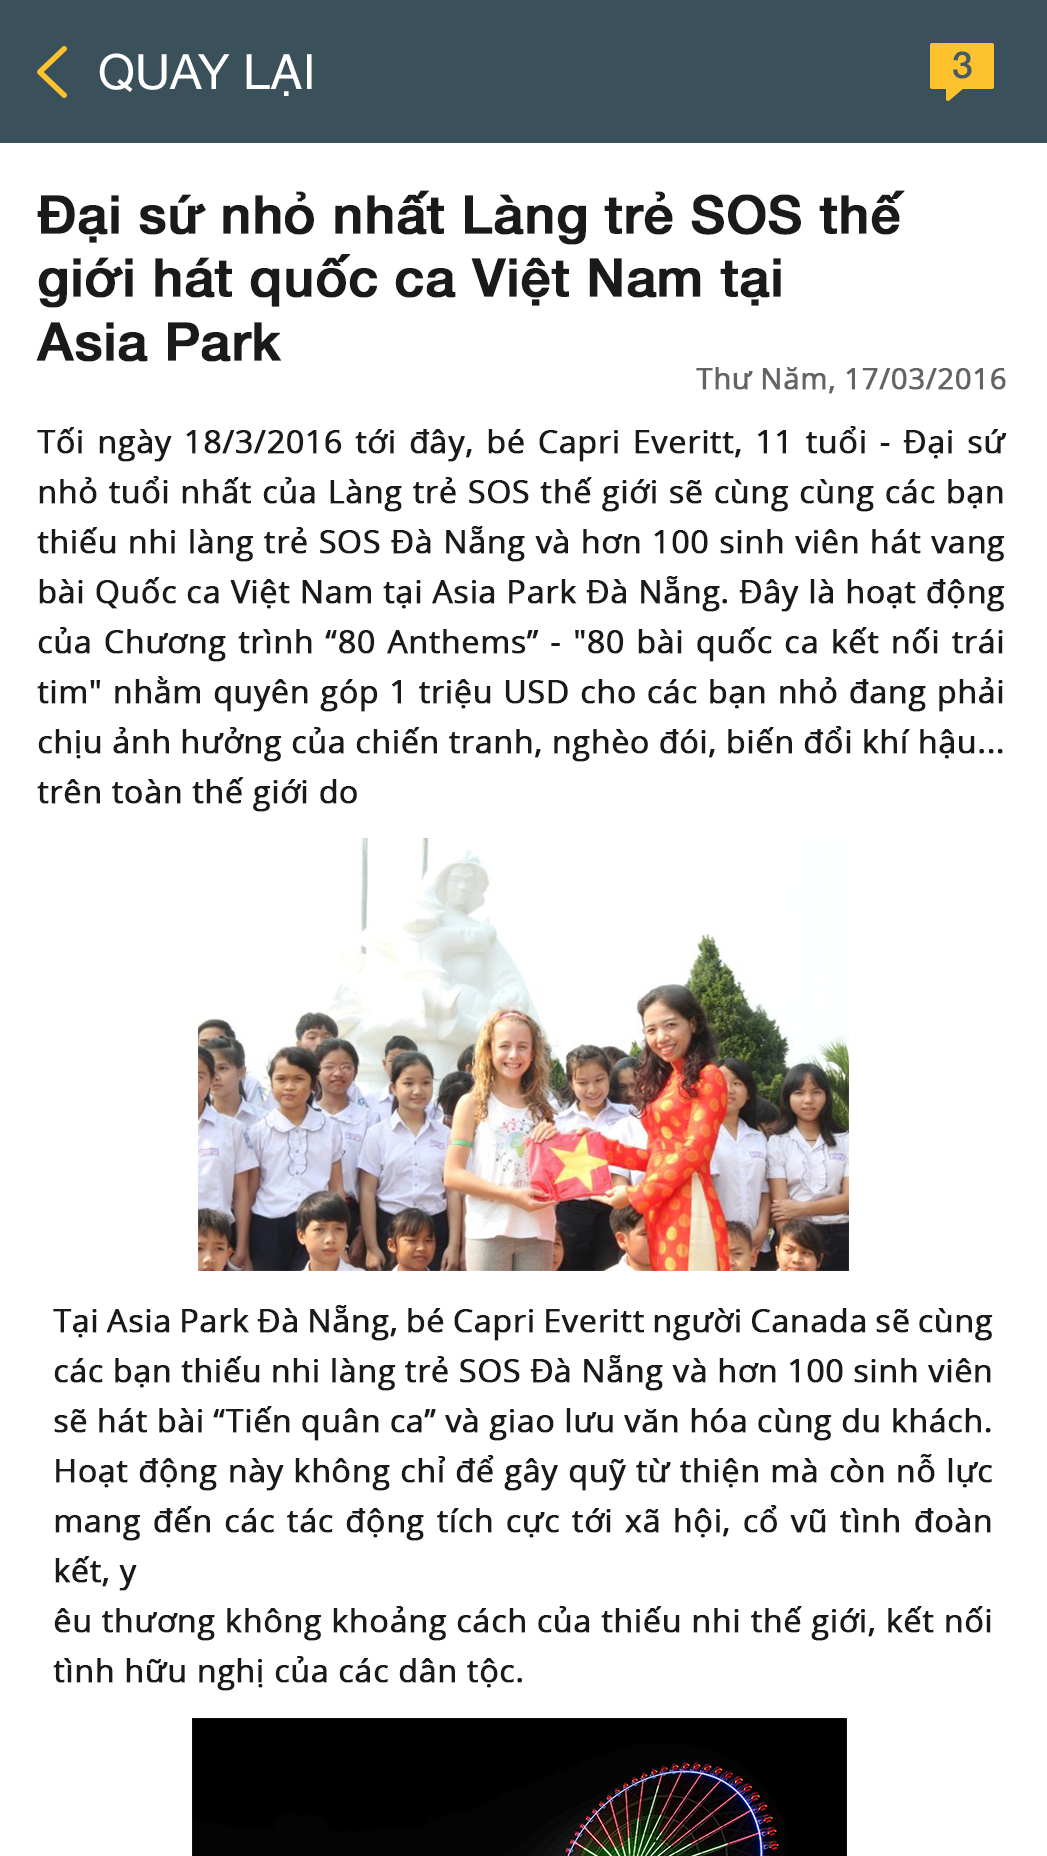 QUAY LẠI
3
Đại sứ nhỏ nhất Làng trẻ SOS thế
giới hát quốc ca Việt Nam tại
Asia Park
Thư Năm, 17/03/2016
Tối ngày 18/3/2016 tới đây, bé Capri Everitt, 11 tuổi - Đại sứ
nhỏ tuổi nhất của Làng trẻ SOS thế giới sẽ cùng cùng các bạn
thiếu nhi làng trẻ SOS Đà Nẵng và hơn 100 sinh viên hát vang
bài Quốc ca Việt Nam tại Asia Park Đà Nẵng. Đây là hoạt động
của Chương trình “80 Anthems” - "80 bài quốc ca kết nối trái
tim" nhằm quyên góp 1 triệu USD cho các bạn nhỏ đang phải
chịu ảnh hưởng của chiến tranh, nghèo đói, biến đổi khí hậu...
trên toàn thế giới do
Tại Asia Park Đà Nẵng, bé Capri Everitt người Canada sẽ cùng
các bạn thiếu nhi làng trẻ SOS Đà Nẵng và hơn 100 sinh viên
sẽ hát bài “Tiến quân ca” và giao lưu văn hóa cùng du khách.
Hoạt động này không chỉ để gây quỹ từ thiện mà còn nỗ lực
mang đến các tác động tích cực tới xã hội, cổ vũ tình đoàn
kết, y
êu thương không khoảng cách của thiếu nhi thế giới, kết nối
tình hữu nghị của các dân tộc.